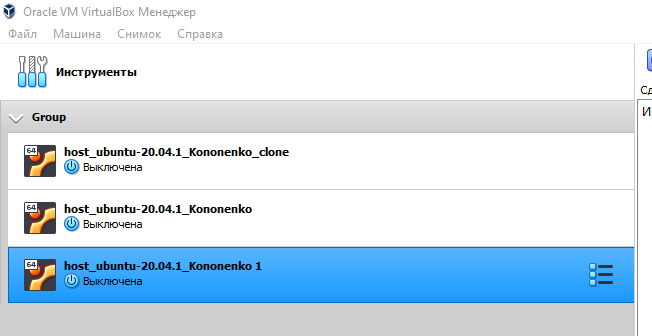 Oracle VM VirtualBox Менеджер
Файл Машина Снимок Справка
Инструменты
Group
64
host_ubuntu-20.04.1_Kononenko_clone
Выключена
64
host_ubuntu-20.04.1_Kononenko
Выключена
64
host_ubuntu-20.04.1_Kononenko 1
Выключена
Сд
И